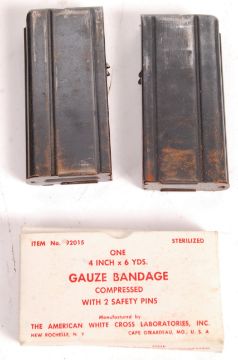 ITEM No. 92015 STERILIZED
ONE
4 INCH x 6 YDS.
GAUZE BANDAGE
COMPRESSED
WITH 2 SAFETY PINS
Manufactured by
THE AMERICAN WHITE CROSS LABORATORIES, INC.
NEW ROCHELLE, N. Y. CAPE GIRARDEAU, MO., U. S. A